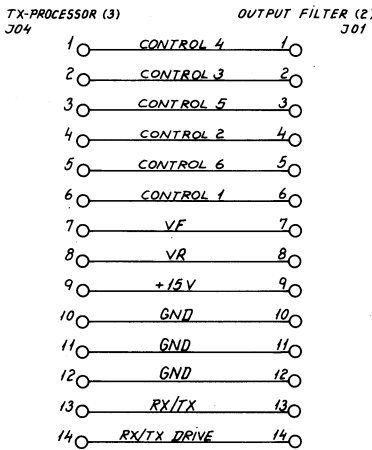 TX-PROCESSOR (3) OUTPUT FILTER (2)
J04 J01
1 CONTROL 4 1
2 CONTROL 3 2
3 CONTROL 5 3
4 CONTROL 2 4
5 CONTROL 6 5
6 CONTROL 1 6
7 VF 7
8 VR 8
9 +15V 9
10 GND 10
11 GND 11
12 GND 12
13 RX/TX 13
14 RX/TX DRIVE 14